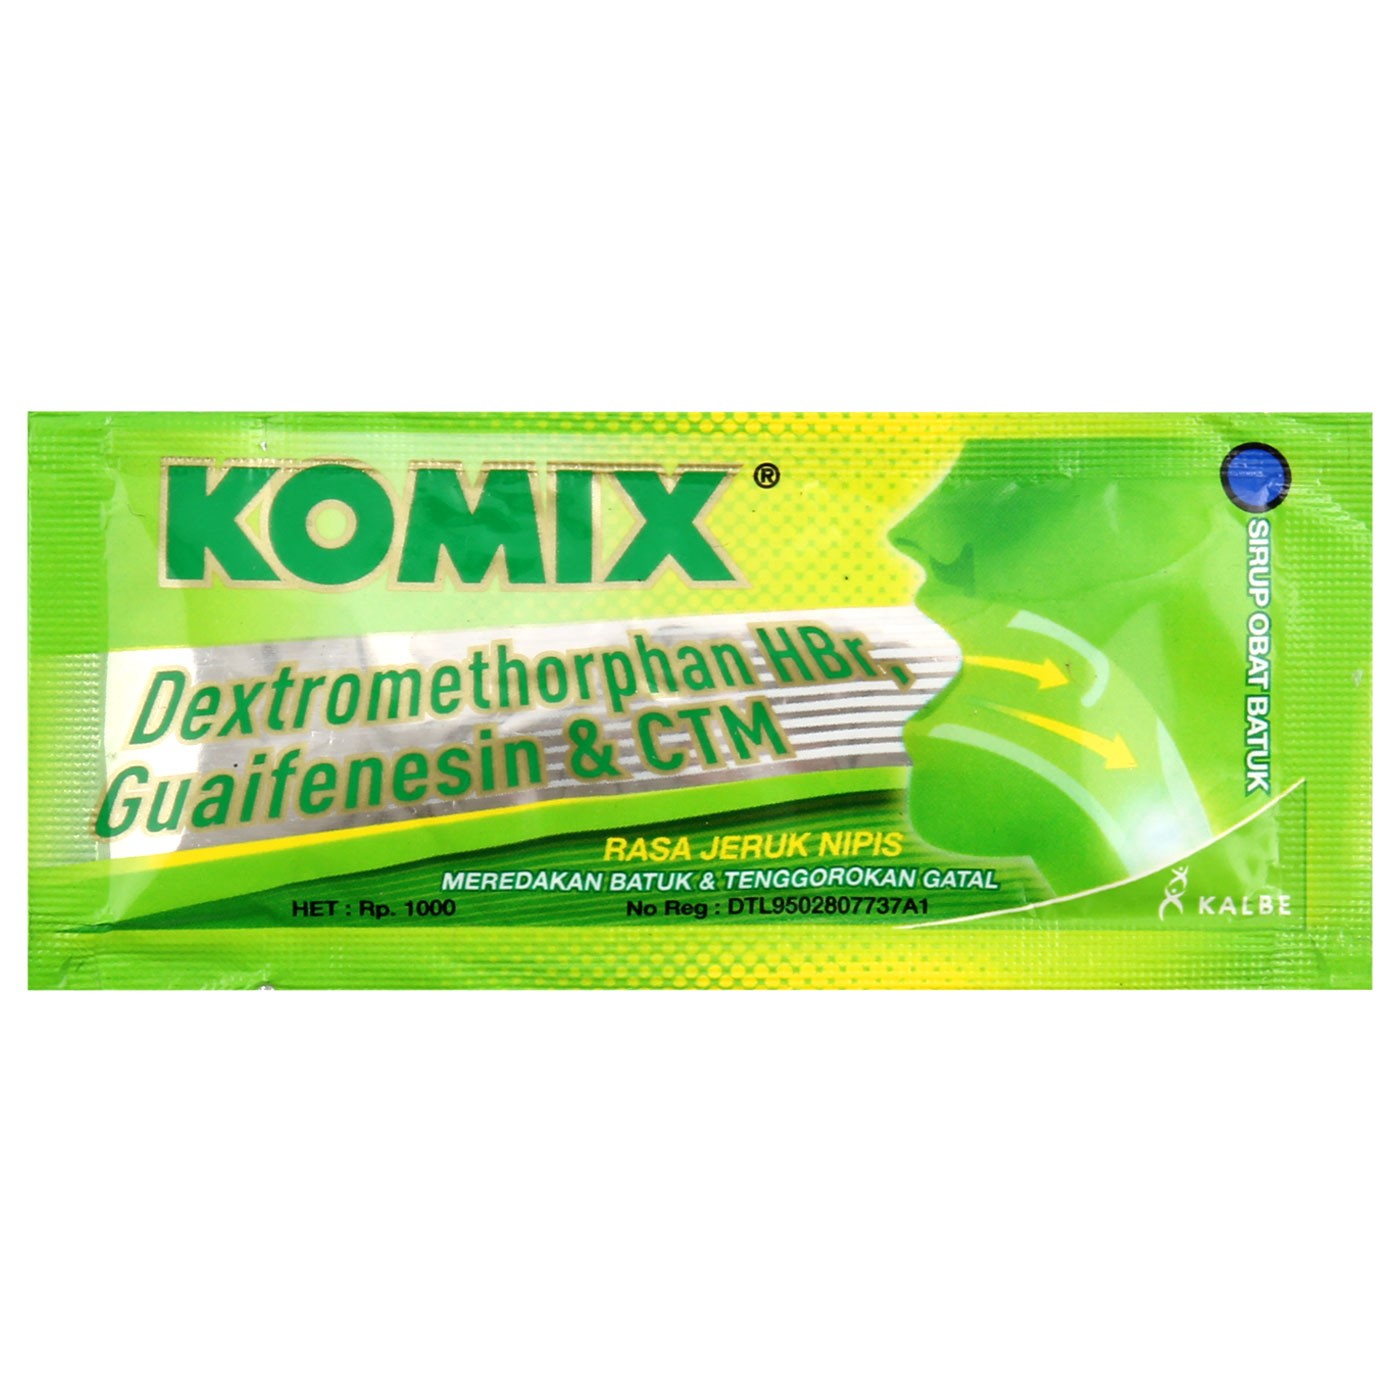 KOMIX®
Dextromethorphan HBr,
Guaifenesin & CTM
RASA JERUK NIPIS
MEREDAKAN BATUK & TENGGOROKAN GATAL
HET : Rp. 1000 No Reg : DTL9502807737A1
SIRUP OBAT BATUK
KALBE